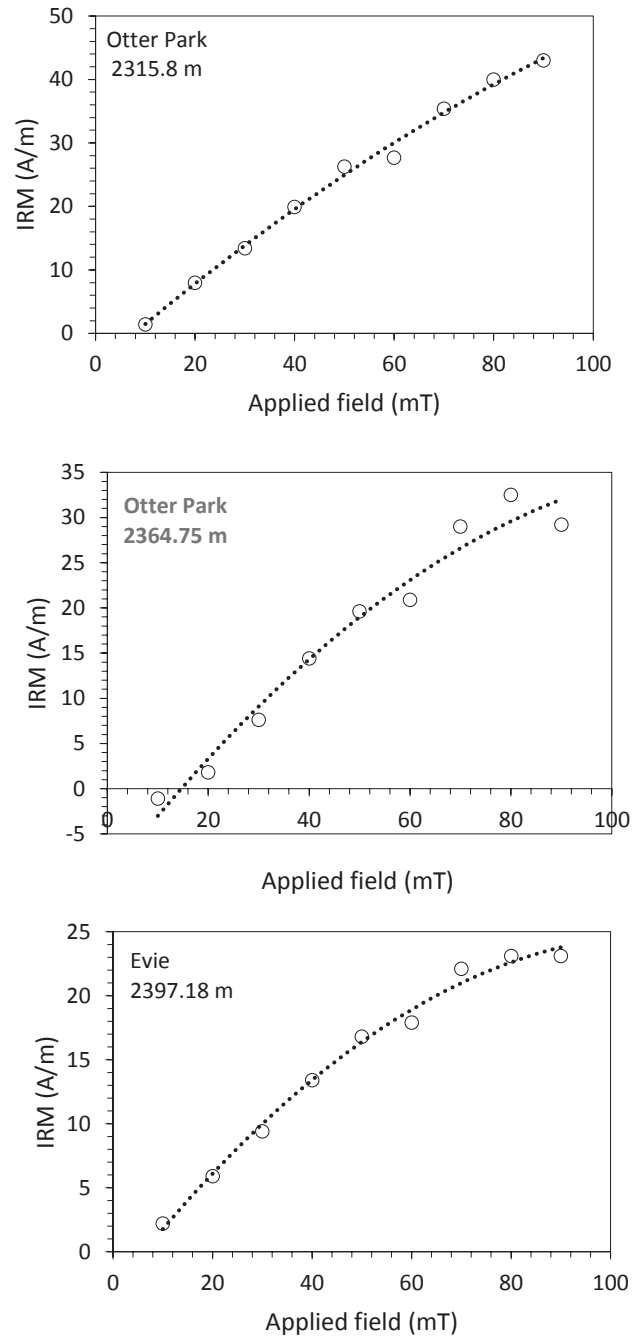 Otter Park
2315.8 m
IRM (A/m)
50
40
30
20
10
0
0 20 40 60 80 100
Applied field (mT)
Otter Park
2364.75 m
IRM (A/m)
35
30
25
20
15
10
5
0
-5
0 20 40 60 80 100
Applied field (mT)
Evie
2397.18 m
IRM (A/m)
25
20
15
10
5
0
0 20 40 60 80 100
Applied field (mT)